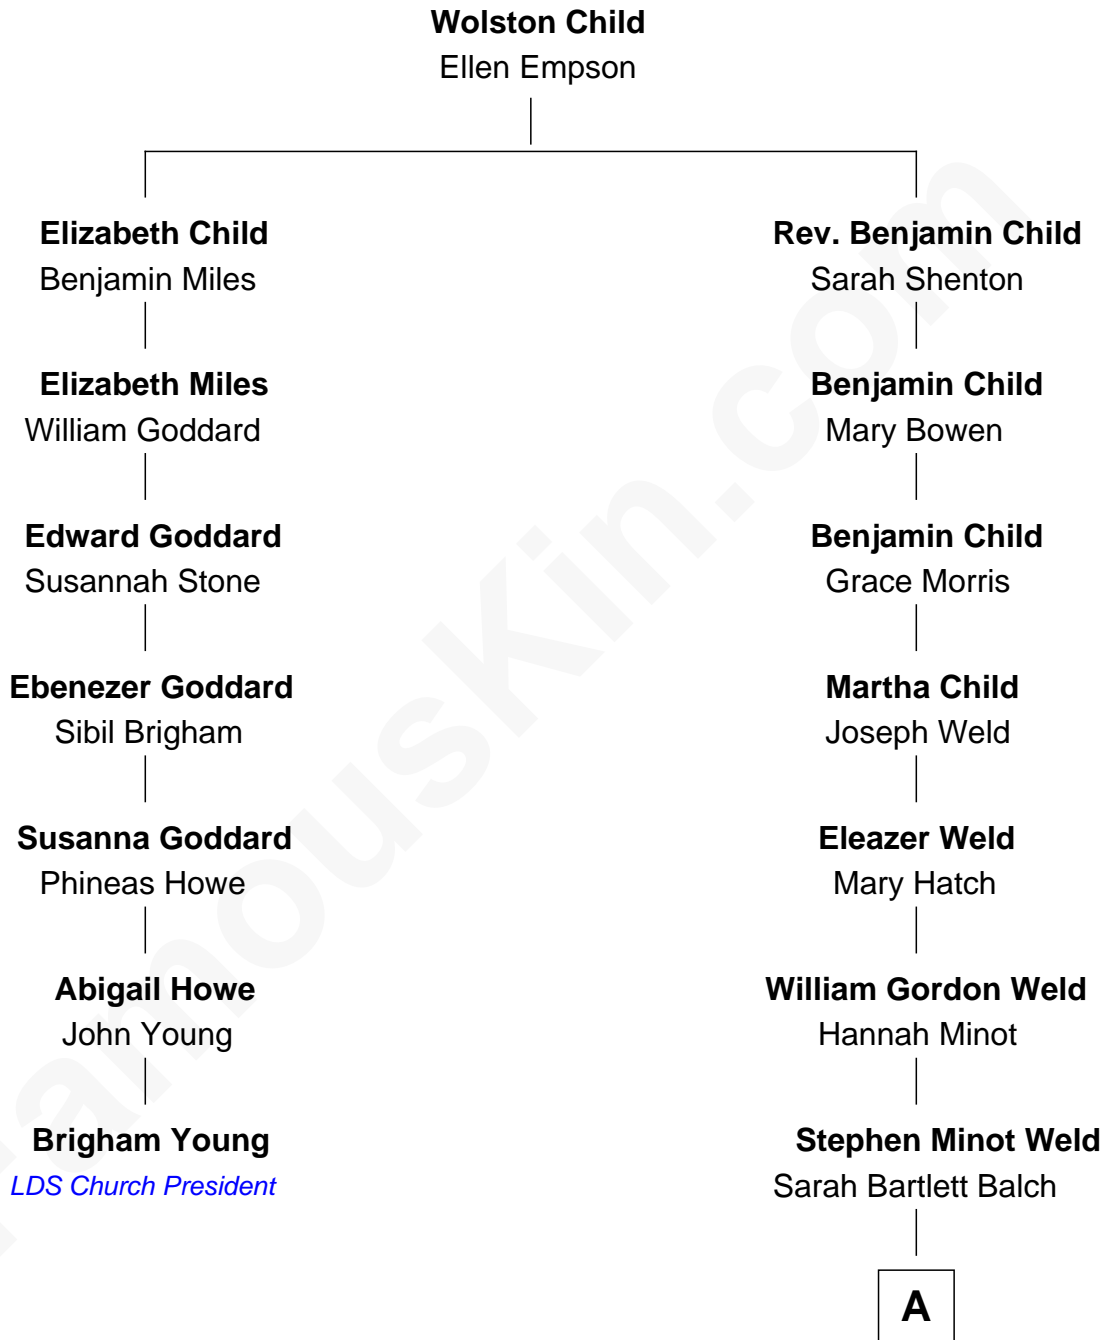 Wolston Child
Ellen Empson
Elizabeth Child
Benjamin Miles
Rev. Benjamin Child
Sarah Shenton
Elizabeth Miles
William Goddard
Benjamin Child
Mary Bowen
Edward Goddard
Susannah Stone
Benjamin Child
Grace Morris
Ebenezer Goddard
Sibil Brigham
Martha Child
Joseph Weld
Susanna Goddard
Phineas Howe
Eleazer Weld
Mary Hatch
Abigail Howe
John Young
William Gordon Weld
Hannah Minot
Brigham Young
LDS Church President
Stephen Minot Weld
Sarah Bartlett Balch
A
FamousKin.com